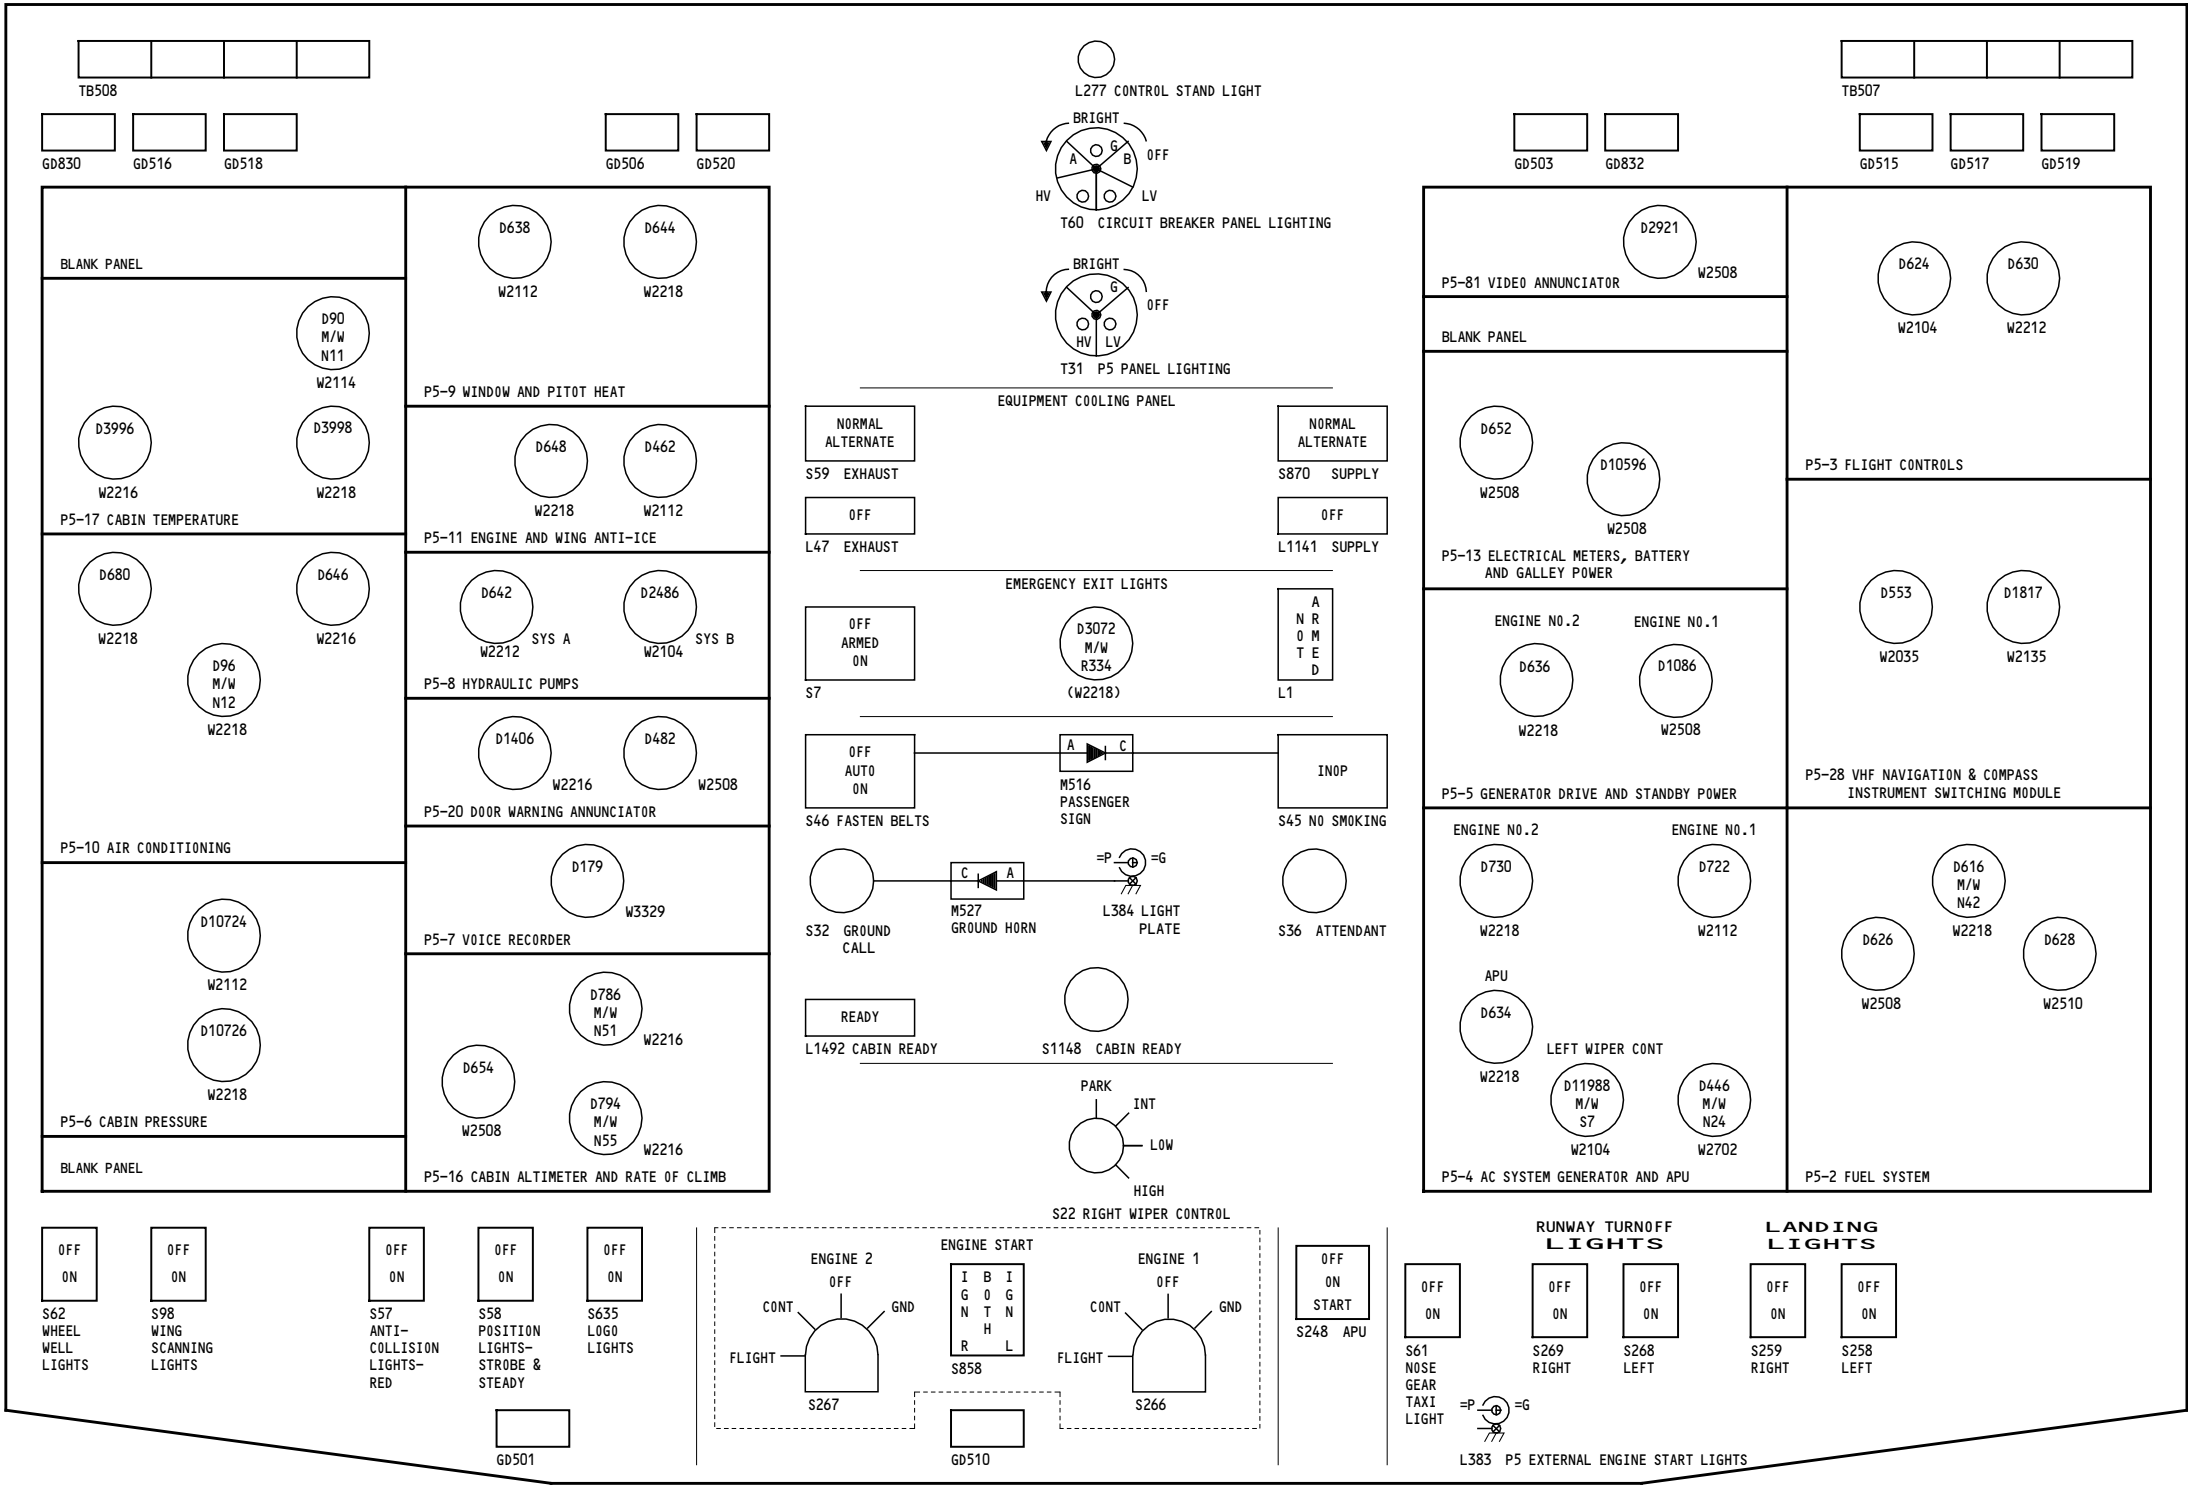 TB508
GD830
GD516
GD518
GD506
GD520
L277 CONTROL STAND LIGHT
BRIGHT
OFF
A
G
B
HV
LV
T60 CIRCUIT BREAKER PANEL LIGHTING
BRIGHT
OFF
G
HV
LV
T31 P5 PANEL LIGHTING
TB507
GD503
GD832
GD515
GD517
GD519
BLANK PANEL
D90
M/W
N11
W2114
D3996
W2216
D3998
W2218
P5-17 CABIN TEMPERATURE
D680
W2218
D646
W2216
D96
M/W
N12
W2218
P5-10 AIR CONDITIONING
D10724
W2112
D10726
W2218
P5-6 CABIN PRESSURE
BLANK PANEL
D638
W2112
D644
W2218
P5-9 WINDOW AND PITOT HEAT
D648
W2218
D462
W2112
P5-11 ENGINE AND WING ANTI-ICE
D642
SYS A
W2212
D2486
SYS B
W2104
P5-8 HYDRAULIC PUMPS
D1406
W2216
D482
W2508
P5-20 DOOR WARNING ANNUNCIATOR
D179
W3329
P5-7 VOICE RECORDER
D786
M/W
N51
W2216
D654
W2508
D794
M/W
N55
W2216
P5-16 CABIN ALTIMETER AND RATE OF CLIMB
EQUIPMENT COOLING PANEL
NORMAL
ALTERNATE
S59 EXHAUST
NORMAL
ALTERNATE
S870 SUPPLY
OFF
L47 EXHAUST
OFF
L1141 SUPPLY
EMERGENCY EXIT LIGHTS
OFF
ARMED
ON
S7
D3072
M/W
R334
(W2218)
NOT
ARMED
L1
OFF
AUTO
ON
S46 FASTEN BELTS
A
C
M516
PASSENGER
SIGN
INOP
S45 NO SMOKING
S32 GROUND
CALL
C
A
M527
GROUND HORN
=P
=G
L384 LIGHT
PLATE
S36 ATTENDANT
READY
L1492 CABIN READY
S1148 CABIN READY
PARK
INT
LOW
HIGH
S22 RIGHT WIPER CONTROL
D2921
W2508
P5-81 VIDEO ANNUNCIATOR
BLANK PANEL
D652
W2508
D10596
W2508
P5-13 ELECTRICAL METERS, BATTERY
AND GALLEY POWER
ENGINE NO.2
ENGINE NO.1
D636
W2218
D1086
W2508
P5-5 GENERATOR DRIVE AND STANDBY POWER
ENGINE NO.2
ENGINE NO.1
D730
W2218
D722
W2112
APU
D634
W2218
LEFT WIPER CONT
D11988
M/W
S7
W2104
D446
M/W
N24
W2702
P5-4 AC SYSTEM GENERATOR AND APU
D624
W2104
D630
W2212
P5-3 FLIGHT CONTROLS
D553
W2035
D1817
W2135
P5-28 VHF NAVIGATION & COMPASS
INSTRUMENT SWITCHING MODULE
D616
M/W
N42
W2218
D626
W2508
D628
W2510
P5-2 FUEL SYSTEM
OFF
ON
S62
WHEEL
WELL
LIGHTS
OFF
ON
S98
WING
SCANNING
LIGHTS
OFF
ON
S57
ANTI-
COLLISION
LIGHTS-
RED
OFF
ON
S58
POSITION
LIGHTS-
STROBE &
STEADY
OFF
ON
S635
LOGO
LIGHTS
GD501
ENGINE START
ENGINE 2
OFF
CONT
GND
FLIGHT
S267
IGN R
BOTH
IGN L
S858
ENGINE 1
OFF
CONT
GND
FLIGHT
S266
GD510
OFF
ON
START
S248 APU
OFF
ON
S61
NOSE
GEAR
TAXI
LIGHT
RUNWAY TURNOFF
LIGHTS
OFF
ON
S269
RIGHT
OFF
ON
S268
LEFT
LANDING
LIGHTS
OFF
ON
S259
RIGHT
OFF
ON
S258
LEFT
=P
=G
L383 P5 EXTERNAL ENGINE START LIGHTS